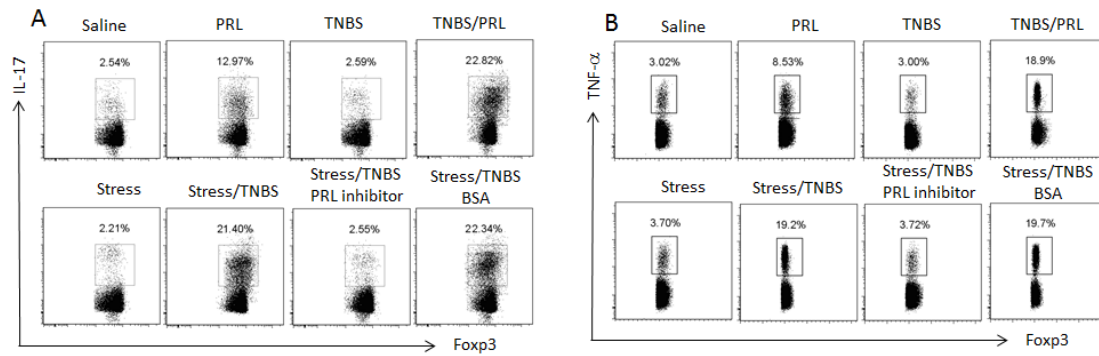 A
Saline PRL TNBS TNBS/PRL
IL-17
2.54% 12.97% 2.59% 22.82%
Stress Stress/TNBS Stress/TNBS PRL inhibitor Stress/TNBS BSA
2.21% 21.40% 2.55% 22.34%
Foxp3
B
Saline PRL TNBS TNBS/PRL
TNF-α
3.02% 8.53% 3.00% 18.9%
Stress Stress/TNBS Stress/TNBS PRL inhibitor Stress/TNBS BSA
3.70% 19.2% 3.72% 19.7%
Foxp3